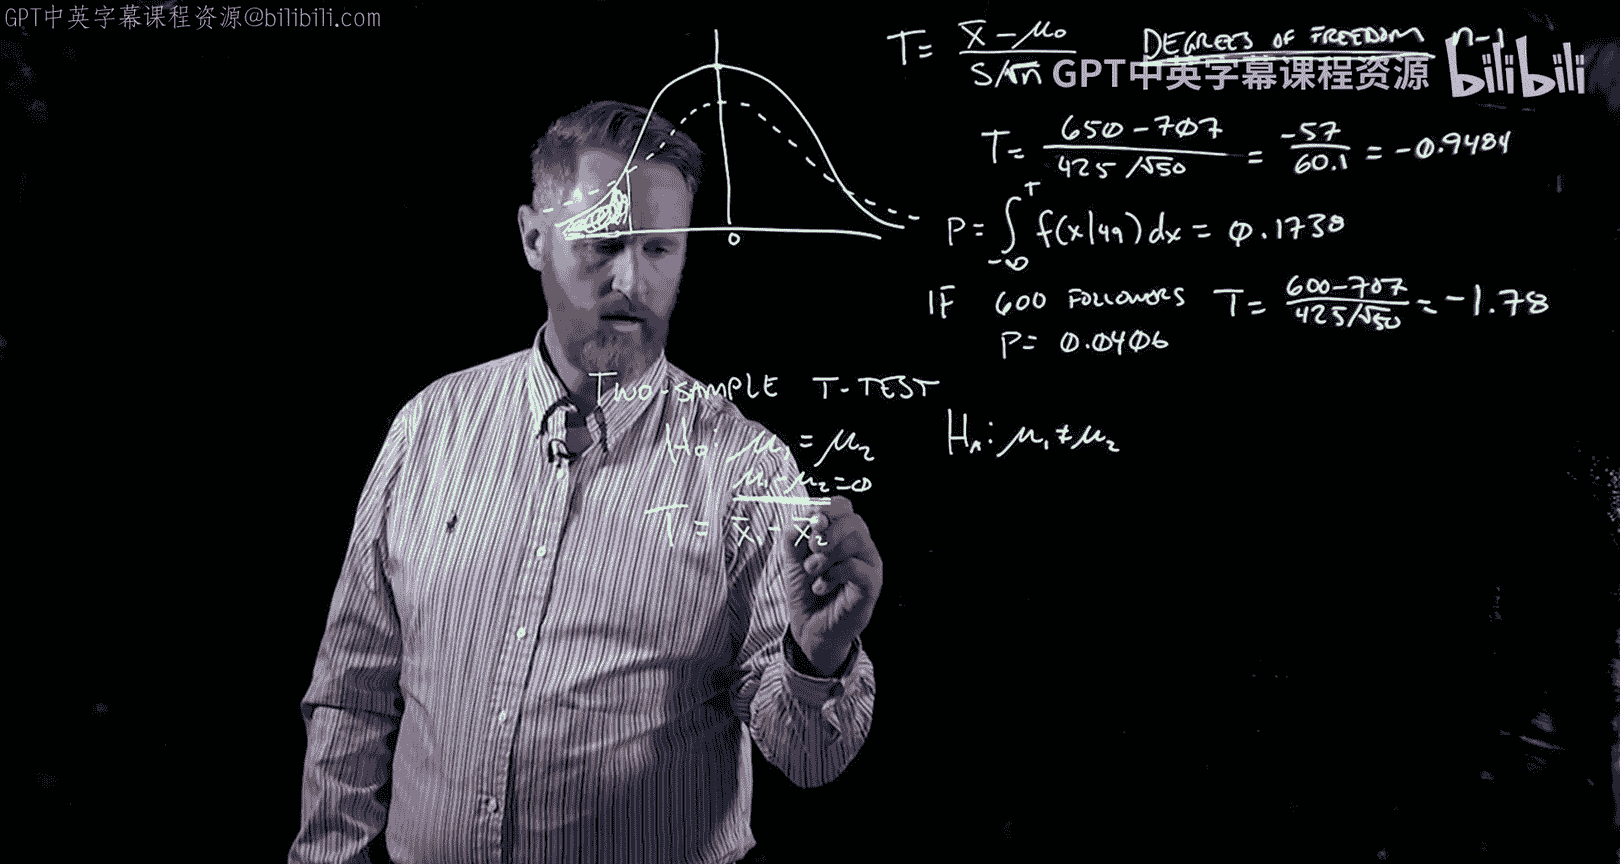 GPT中英字幕课程资源@bilibili.com
T = (x̄ - μ₀) / (S/√n) DEGREES OF FREEDOM n-1
GPT中英字幕课程资源 bilibili
T = (650 - 707) / (425/√50) = -57 / 60.1 = -0.9484
P = ∫_{-∞}^{T} f(x|49) dx = 0.1738
0
IF 600 FOLLOWERS T = (600-707) / (425/√50) = -1.78
P = 0.0406
TWO-SAMPLE T-TEST
H₀: μ₁ = μ₂ Hₐ: μ₁ ≠ μ₂
μ₁ - μ₂ = 0
T = x̄₁ - x̄₂